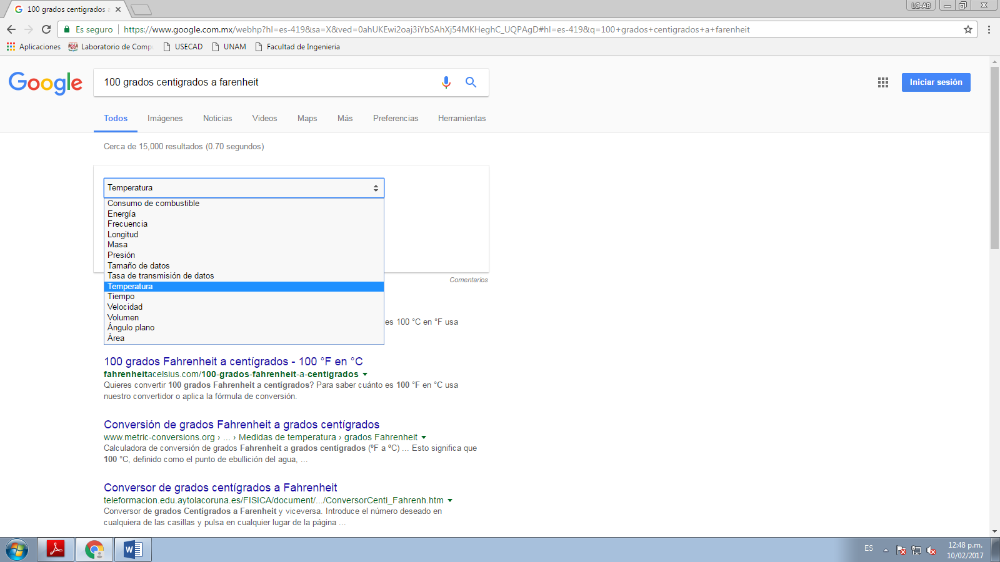 100 grados centigrados a
LC-AB
Es seguro
https://www.google.com.mx/webhp?hl=es-419&sa=X&ved=0ahUKEwi2oaj3iYbSAhXj54MKHeghC_UQPAgD#hl=es-419&q=100+grados+centigrados+a+farenheit
Aplicaciones Laboratorio de Compu USECAD UNAM Facultad de Ingenieria
Google
100 grados centigrados a farenheit
Iniciar sesión
Todos Imágenes Noticias Videos Maps Más Preferencias Herramientas
Cerca de 15,000 resultados (0.70 segundos)
Temperatura
Consumo de combustible
Energía
Frecuencia
Longitud
Masa
Presión
Tamaño de datos
Tasa de transmisión de datos
Comentarios
Temperatura
Tiempo
Velocidad
Volumen
es 100 °C en °F usa
Ángulo plano
Área
100 grados Fahrenheit a centígrados - 100 °F en °C
fahrenheitacelsius.com/100-grados-fahrenheit-a-centigrados
Quieres convertir 100 grados Fahrenheit a centígrados? Para saber cuánto es 100 °F en °C usa
nuestro convertidor o aplica la fórmula de conversión.
Conversión de grados Fahrenheit a grados centígrados
www.metric-conversions.org › ... › Medidas de temperatura › grados Fahrenheit
Calculadora de conversión de grados Fahrenheit a grados centígrados (ºF a ºC) ... Esto significa que
100 °C, definido como el punto de ebullición del agua, ...
Conversor de grados centígrados a Fahrenheit
teleformacion.edu.aytolacoruna.es/FISICA/document/.../ConversorCenti_Fahrenh.htm
Conversor de grados Centígrados a Farenheit y viceversa. Introduce el número deseado en
cualquiera de las casillas y pulsa en cualquier lugar de la página ...
ES
12:48 p.m.
10/02/2017